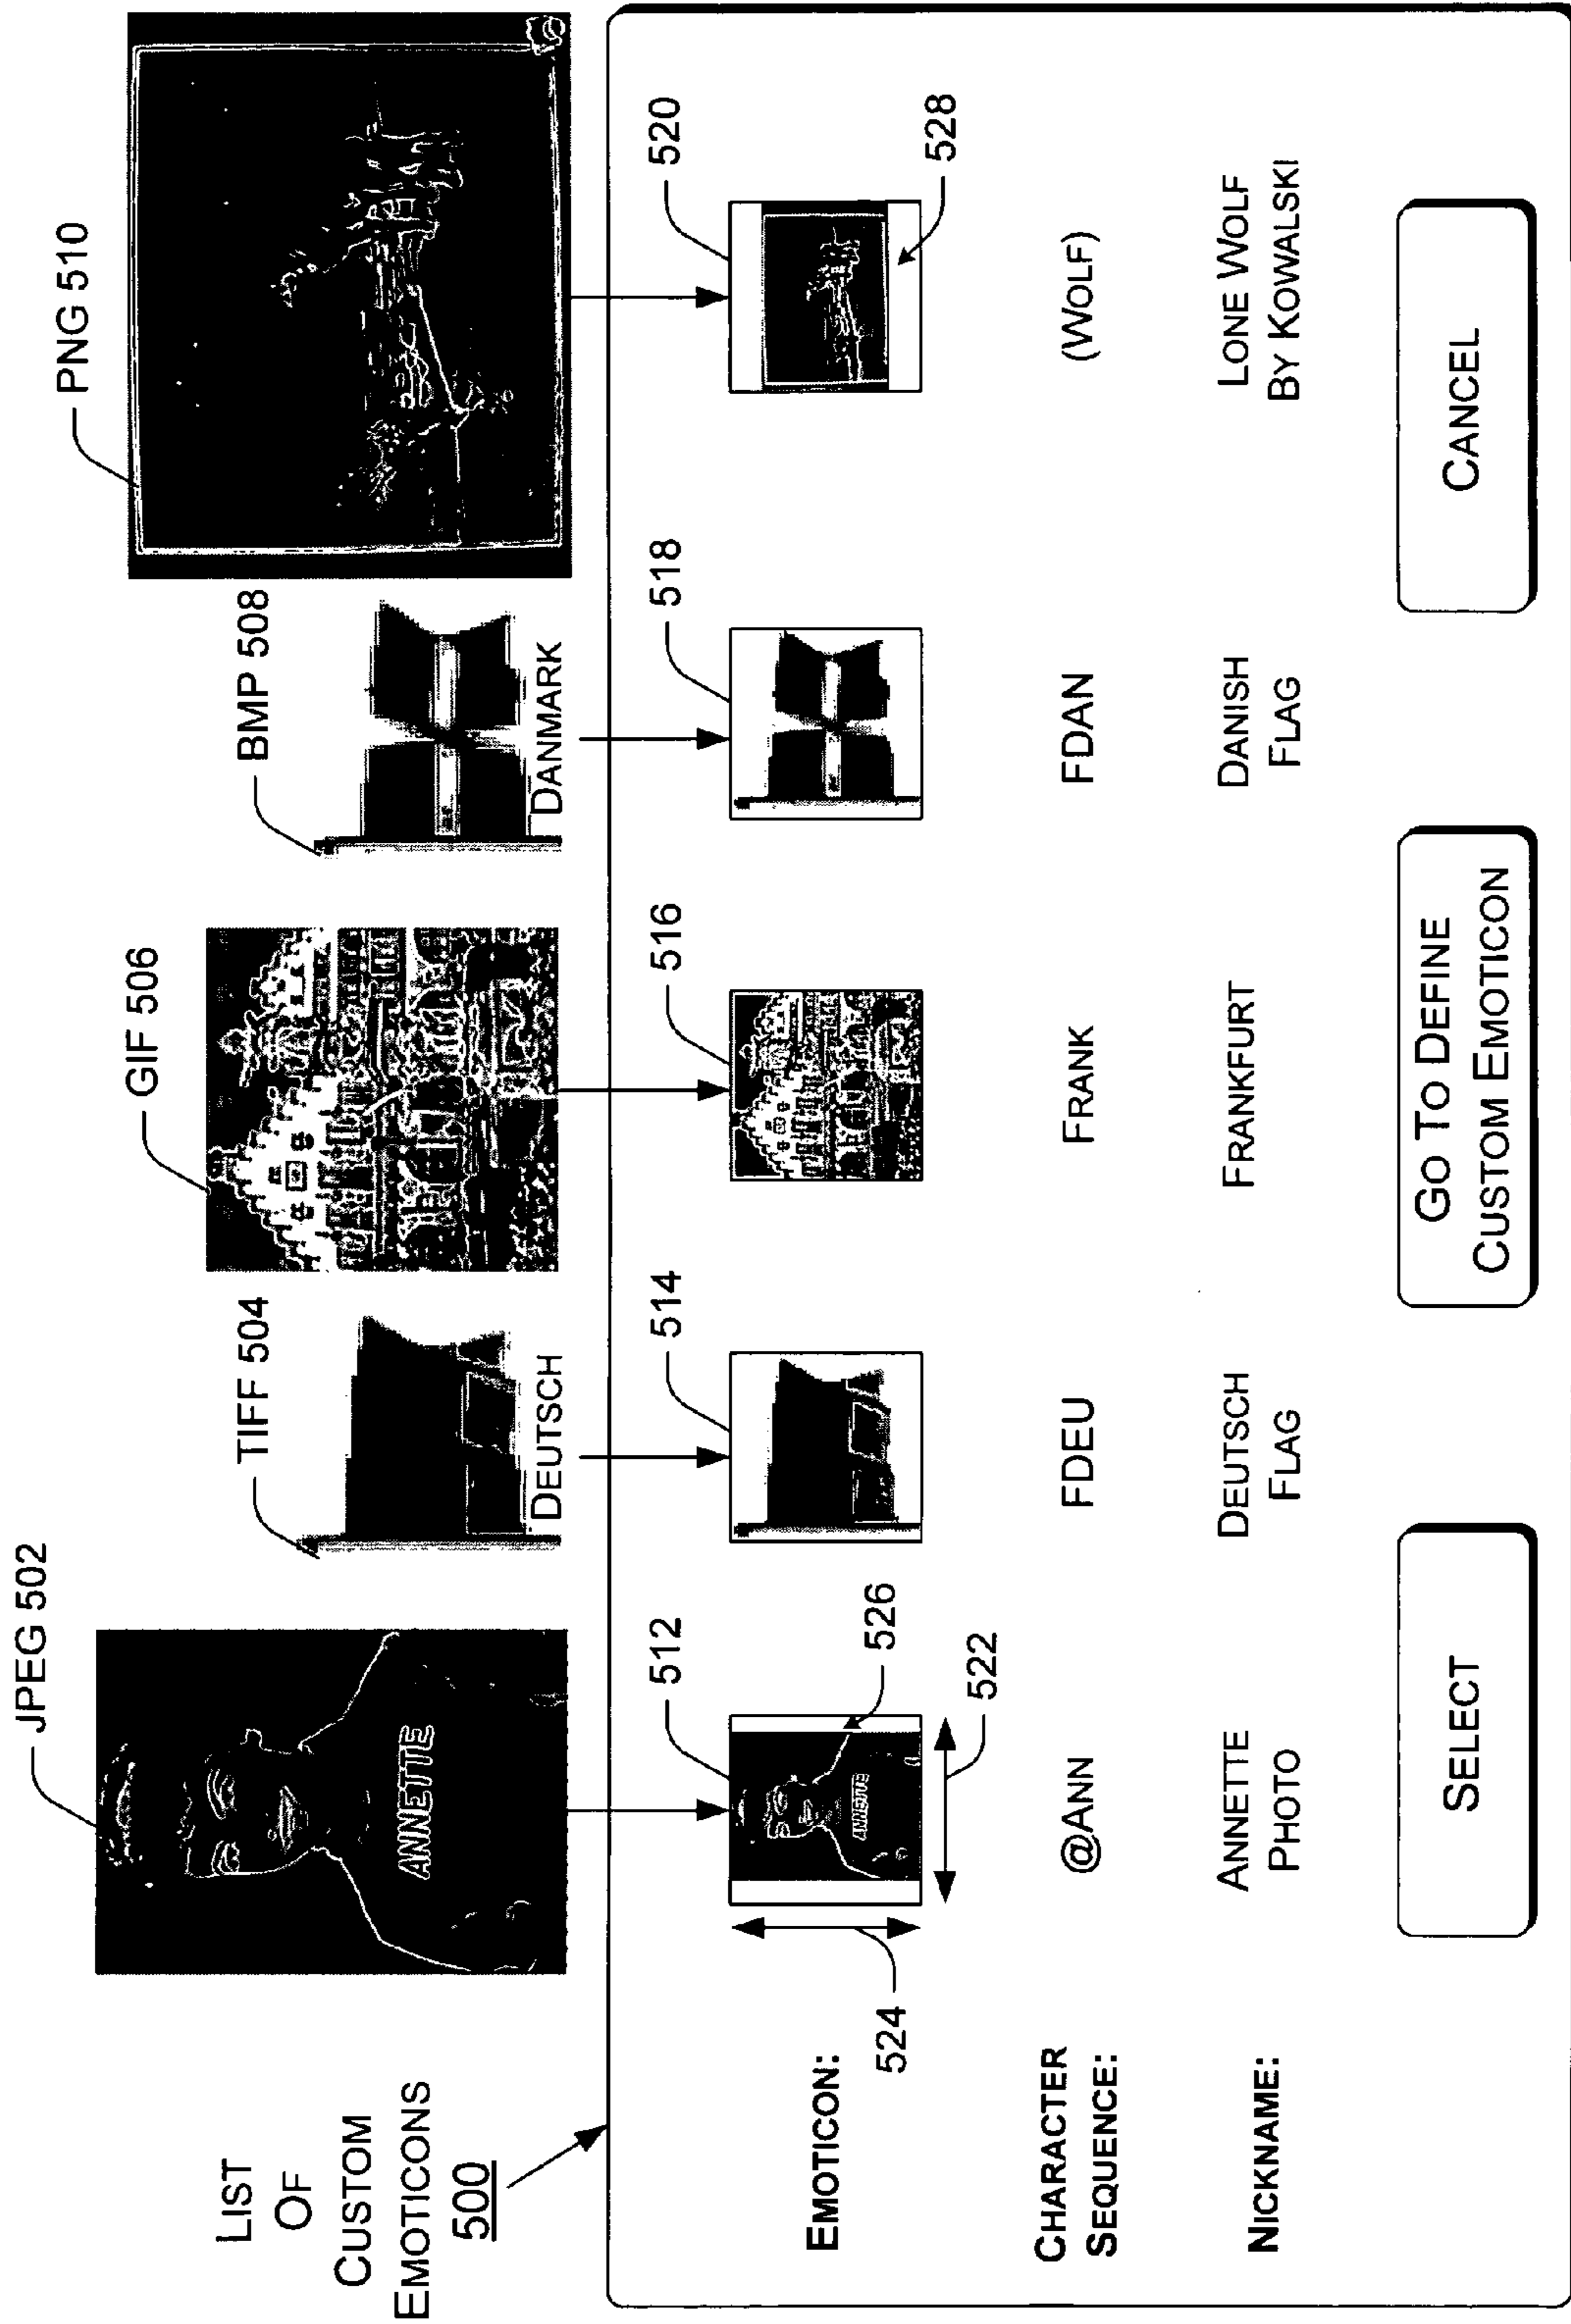 LIST
OF
CUSTOM
EMOTICONS
500
JPEG 502
TIFF 504
GIF 506
BMP 508
PNG 510
ANNETTE
DEUTSCH
DANMARK
EMOTICON:
512
514
516
518
520
ANNETTE
526
528
524
522
CHARACTER
SEQUENCE:
@ANN
FDEU
FRANK
FDAN
(WOLF)
NICKNAME:
ANNETTE
PHOTO
DEUTSCH
FLAG
FRANKFURT
DANISH
FLAG
LONE WOLF
BY KOWALSKI
SELECT
GO TO DEFINE
CUSTOM EMOTICON
CANCEL